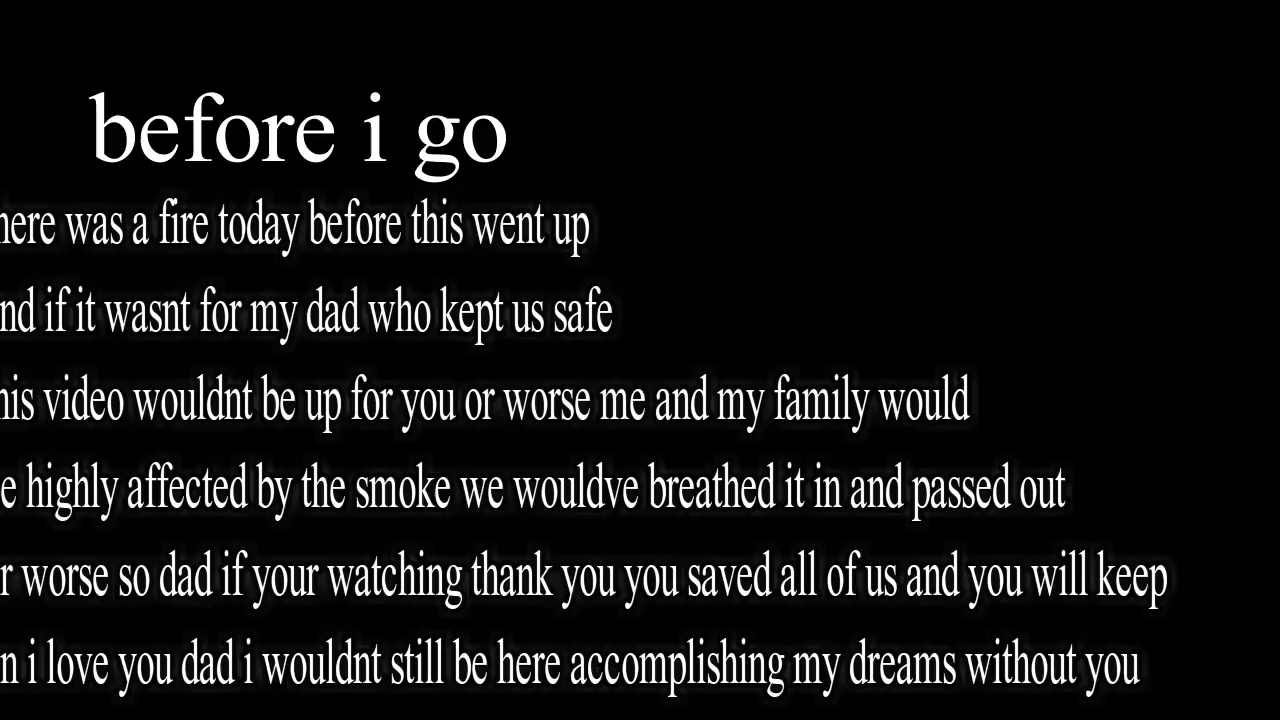 before i go
here was a fire today before this went up
nd if it wasnt for my dad who kept us safe
his video wouldnt be up for you or worse me and my family would
e highly affected by the smoke we wouldve breathed it in and passed out
r worse so dad if your watching thank you you saved all of us and you will keep
n i love you dad i wouldnt still be here accomplishing my dreams without you